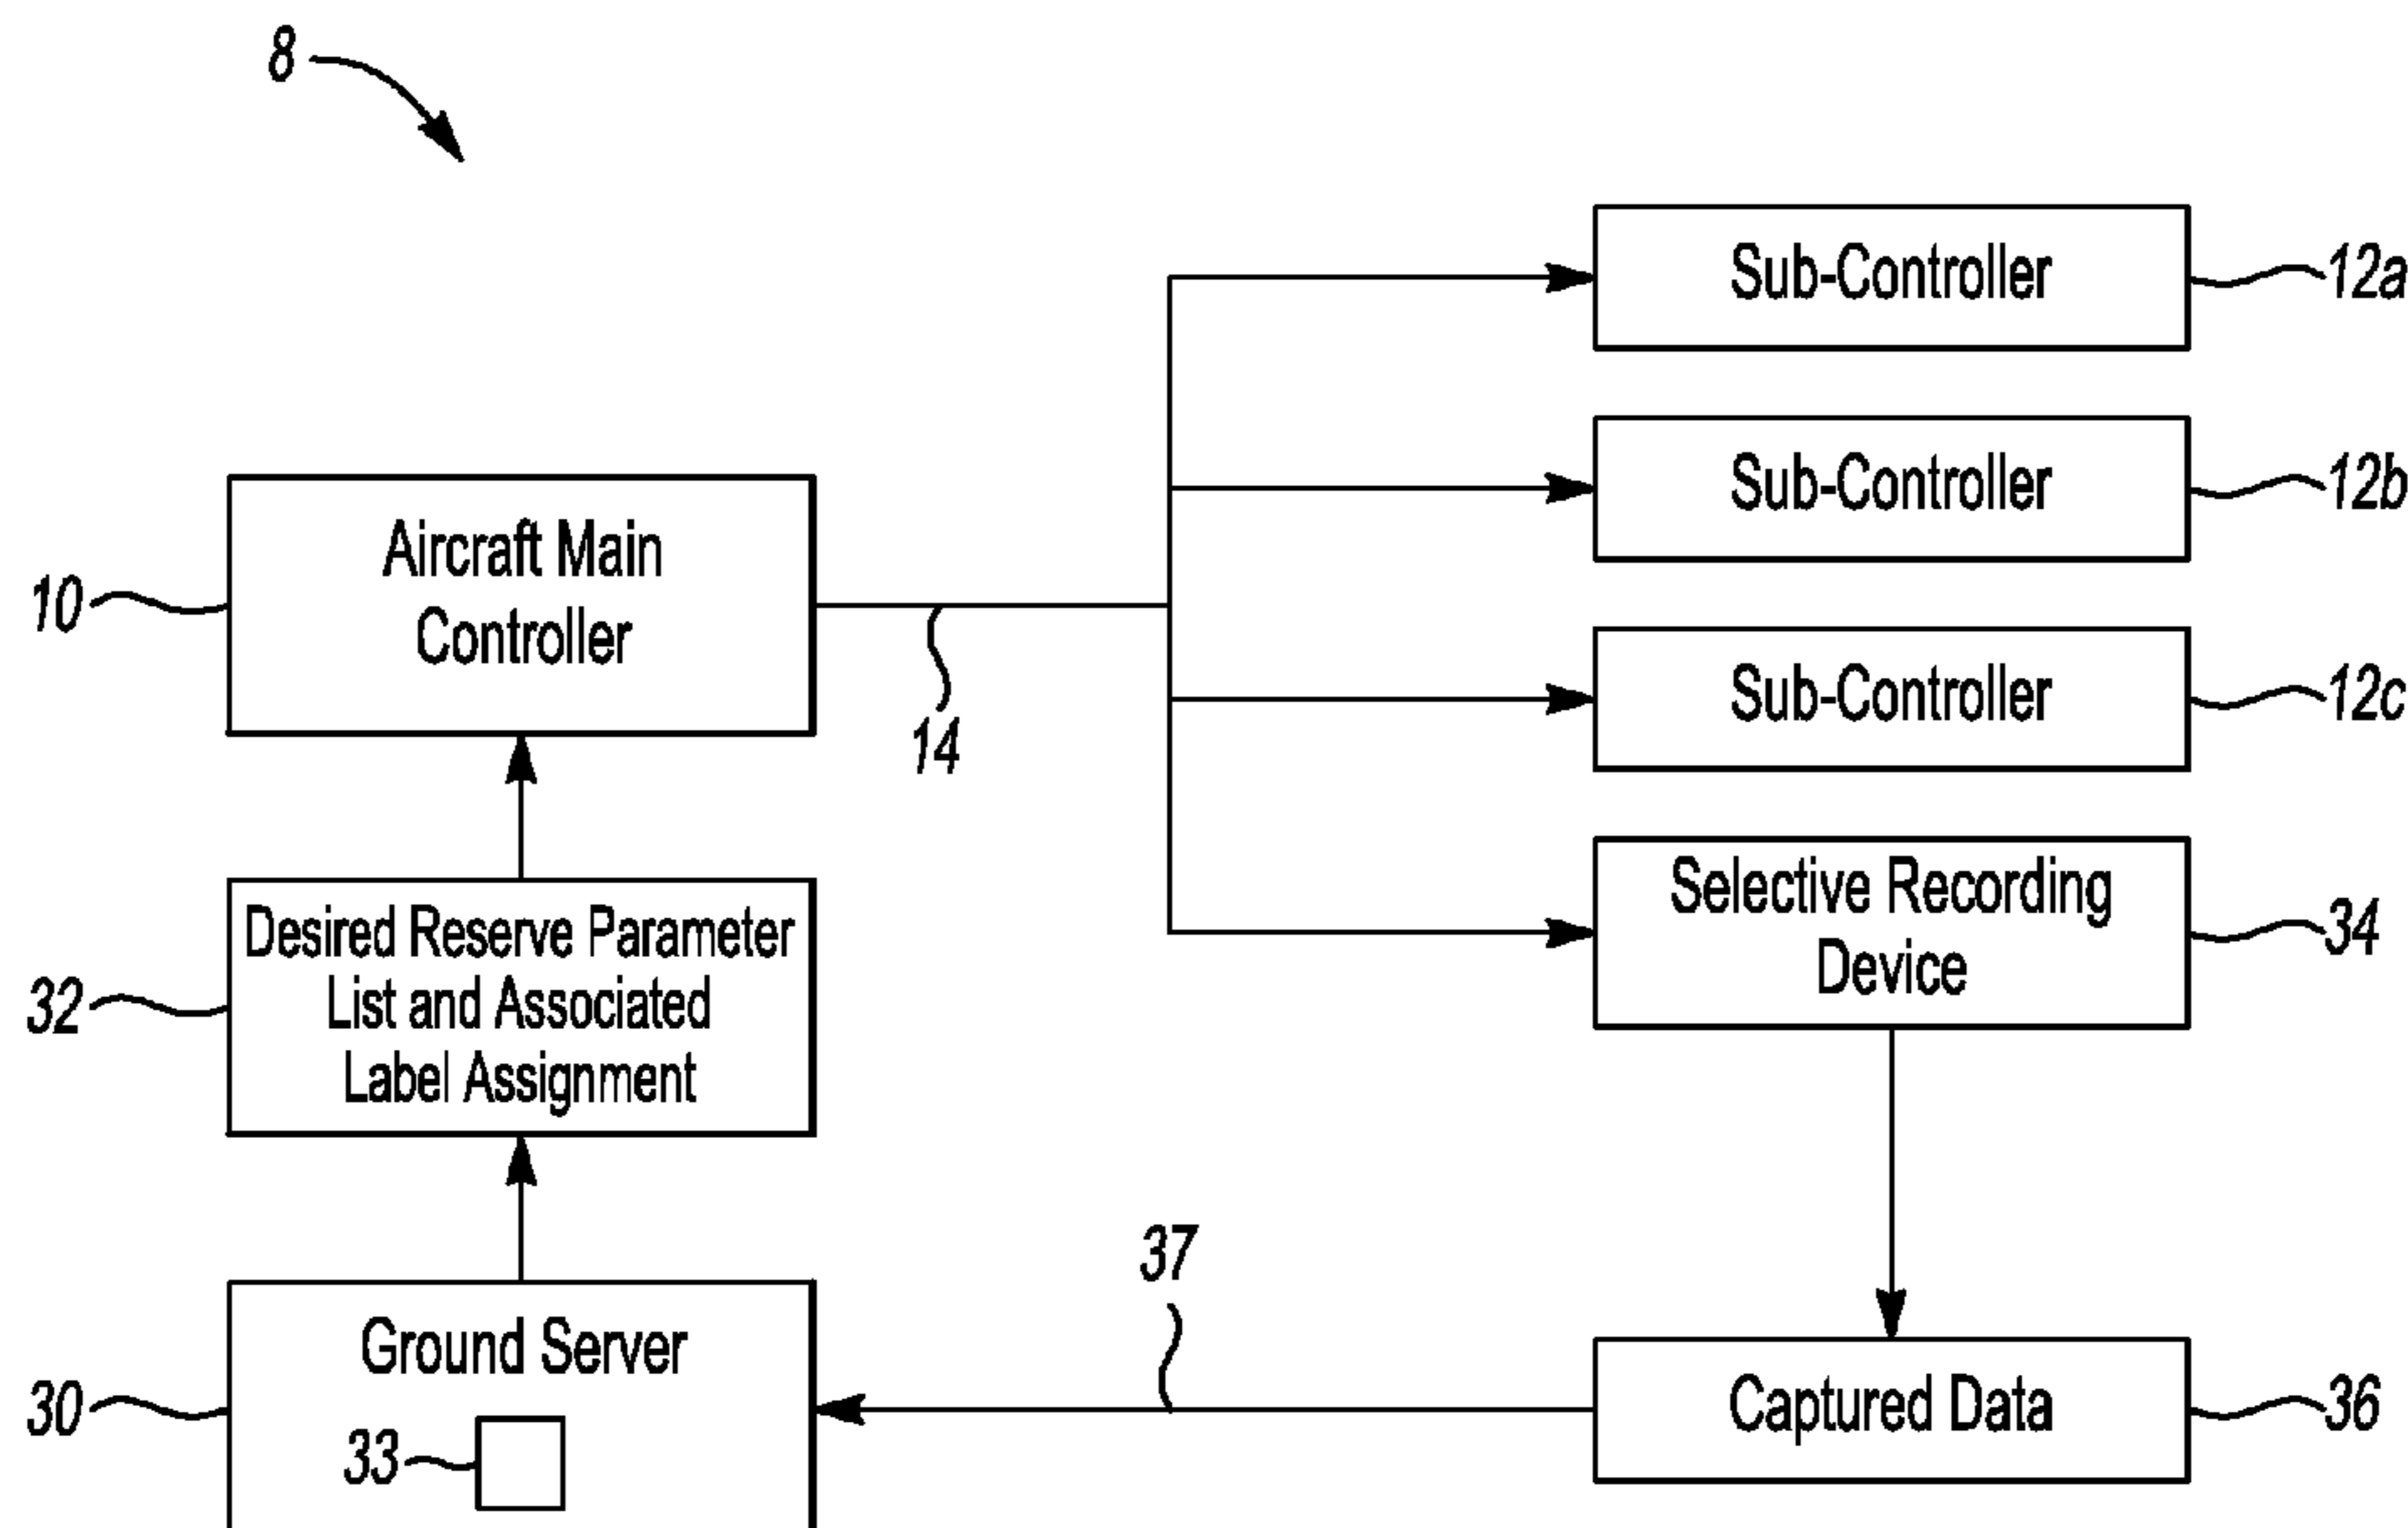 8
Sub-Controller
12a
Sub-Controller
12b
Aircraft Main
Controller
10
14
Sub-Controller
12c
Selective Recording
Device
34
Desired Reserve Parameter
List and Associated
Label Assignment
32
37
Ground Server
30
33
Captured Data
36